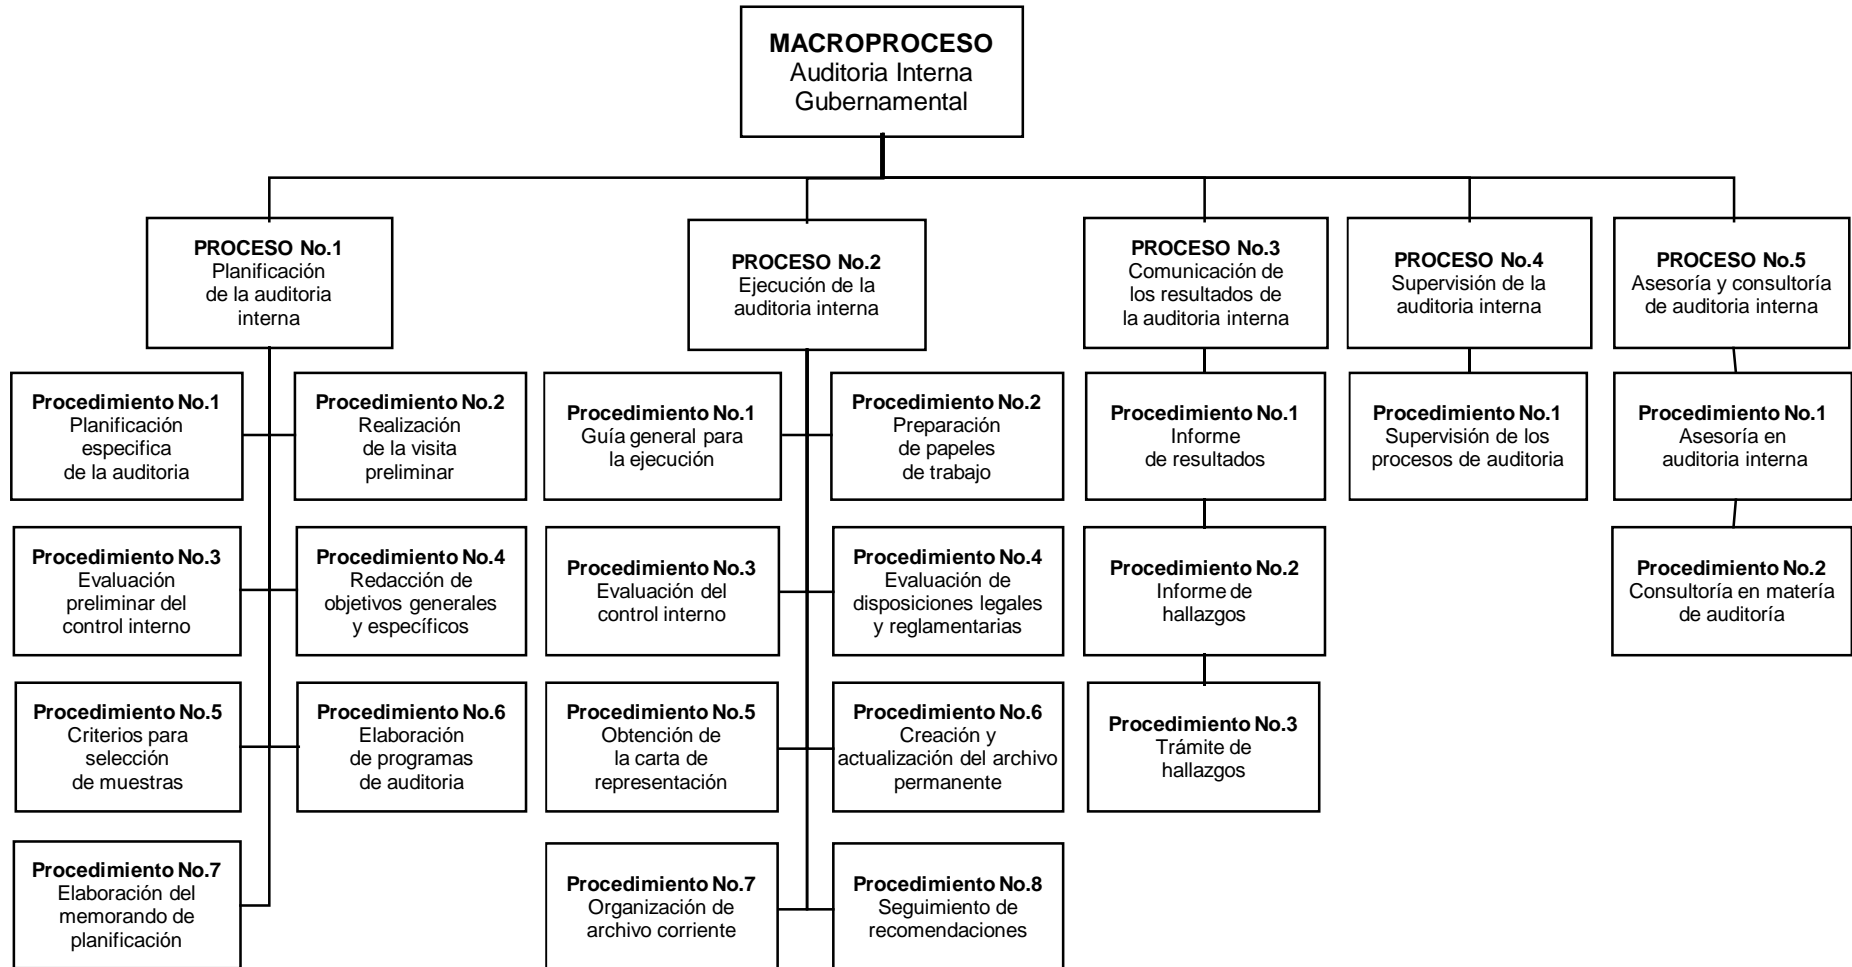 MACROPROCESO
Auditoria Interna
Gubernamental
PROCESO No.1
Planificación
de la auditoria
interna
PROCESO No.2
Ejecución de la
auditoria interna
PROCESO No.3
Comunicación de
los resultados de
la auditoria interna
PROCESO No.4
Supervisión de la
auditoria interna
PROCESO No.5
Asesoría y consultoría
de auditoria interna
Procedimiento No.1
Planificación
especifica
de la auditoria
Procedimiento No.2
Realización
de la visita
preliminar
Procedimiento No.1
Guía general para
la ejecución
Procedimiento No.2
Preparación
de papeles
de trabajo
Procedimiento No.1
Informe
de resultados
Procedimiento No.1
Supervisión de los
procesos de auditoria
Procedimiento No.1
Asesoría en
auditoria interna
Procedimiento No.3
Evaluación
preliminar del
control interno
Procedimiento No.4
Redacción de
objetivos generales
y específicos
Procedimiento No.3
Evaluación del
control interno
Procedimiento No.4
Evaluación de
disposiciones legales
y reglamentarias
Procedimiento No.2
Informe de
hallazgos
Procedimiento No.2
Consultoría en matería
de auditoría
Procedimiento No.5
Criterios para
selección
de muestras
Procedimiento No.6
Elaboración
de programas
de auditoria
Procedimiento No.5
Obtención de
la carta de
representación
Procedimiento No.6
Creación y
actualización del archivo
permanente
Procedimiento No.3
Trámite de
hallazgos
Procedimiento No.7
Elaboración del
memorando de
planificación
Procedimiento No.7
Organización de
archivo corriente
Procedimiento No.8
Seguimiento de
recomendaciones